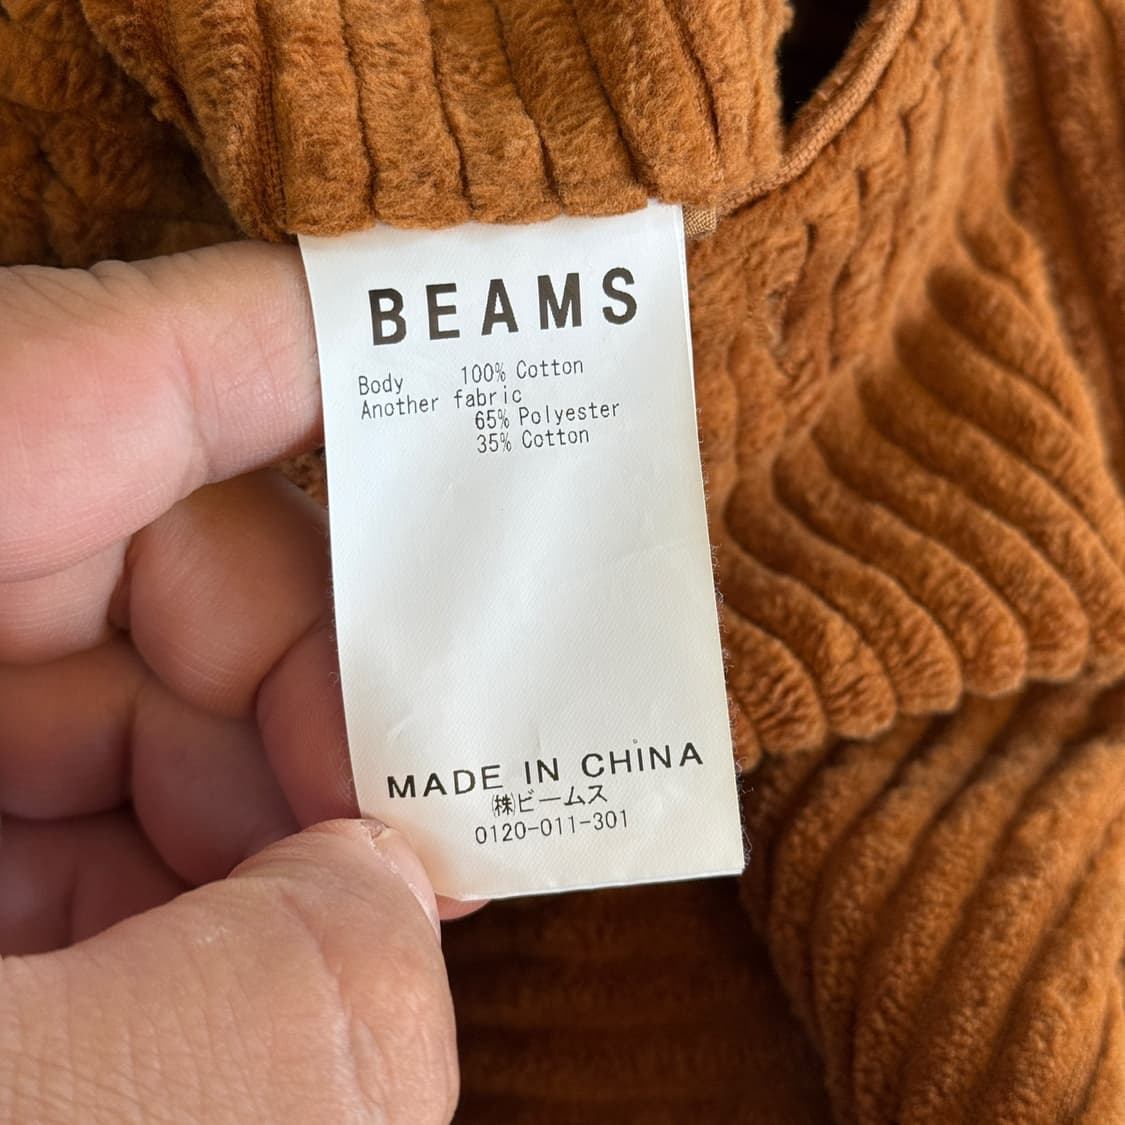 BEAMS
Body 100% Cotton
Another fabric
65% Polyester
35% Cotton
MADE IN CHINA
㈱ビームス
0120-011-301